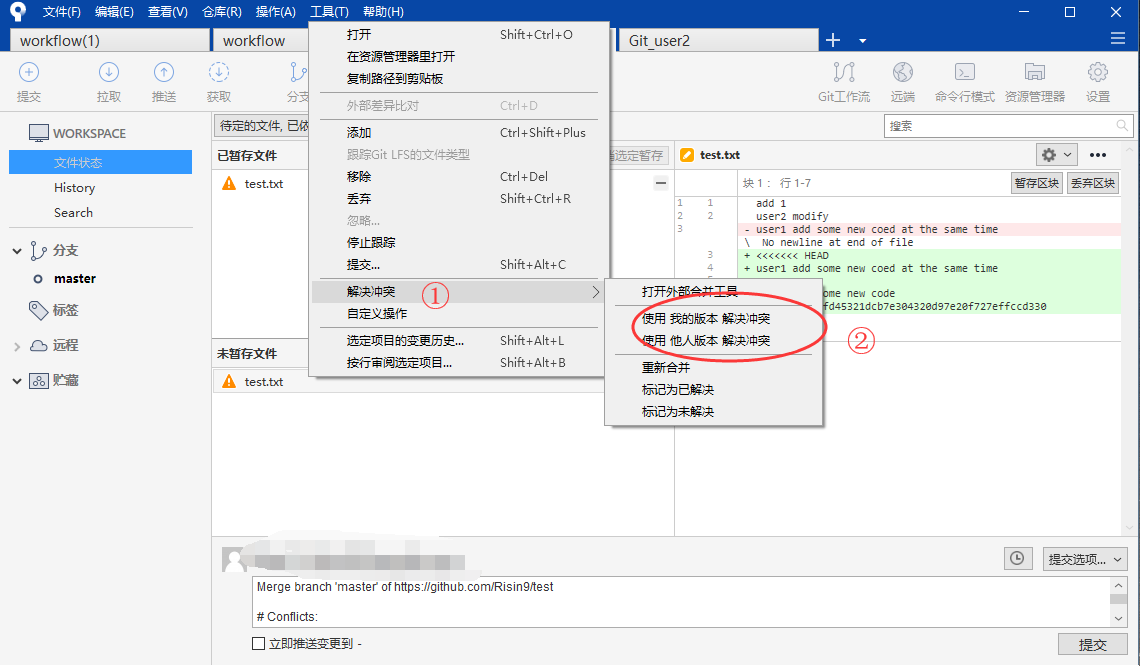 文件(F) 编辑(E) 查看(V) 仓库(R) 操作(A) 工具(T) 帮助(H)
workflow(1) workflow Git_user2
提交 拉取 推送 获取 分支 Git工作流 远端 命令行模式 资源管理器 设置
打开 Shift+Ctrl+O
在资源管理器里打开
复制路径到剪贴板
外部差异比对 Ctrl+D
添加 Ctrl+Shift+Plus
跟踪Git LFS的文件类型
移除 Ctrl+Del
丢弃 Shift+Ctrl+R
忽略...
停止跟踪
提交... Shift+Alt+C
解决冲突 ①
自定义操作
选定项目的变更历史... Shift+Alt+L
按行审阅选定项目... Shift+Alt+B
打开外部合并工具
使用 我的版本 解决冲突
使用 他人版本 解决冲突
②
重新合并
标记为已解决
标记为未解决
WORKSPACE
文件状态
History
Search
分支
master
标签
远程
贮藏
待定的文件, 已依
搜索
已暂存文件
选定暂存
test.txt
未暂存文件
test.txt
test.txt
块 1 : 行 1-7 暂存区块 丢弃区块
1 1 add 1
2 2 user2 modify
3 - user1 add some new coed at the same time
\ No newline at end of file
3 + <<<<<<< HEAD
4 + user1 add some new coed at the same time
ome new code
fd45321dcb7e304320d97e20f727effccd330
提交选项...
Merge branch 'master' of https://github.com/Risin9/test
# Conflicts:
立即推送变更到 -
提交